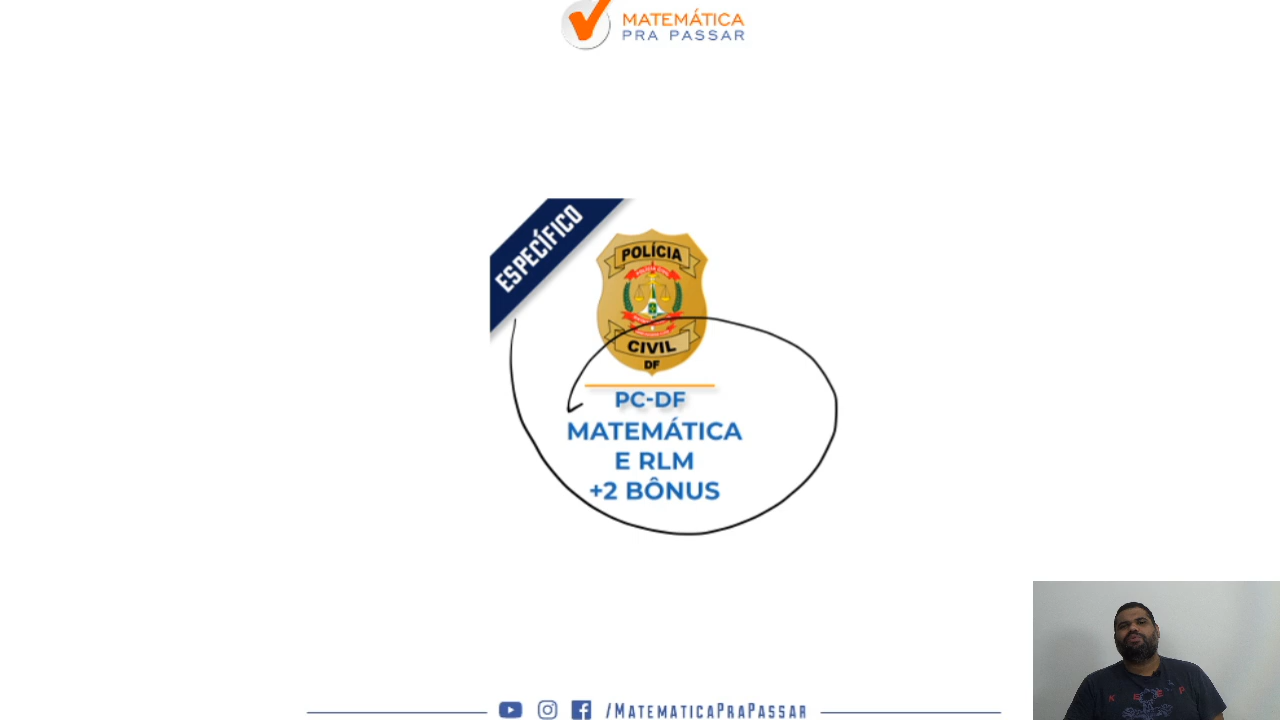 MATEMÁTICA
PRA PASSAR
ESPECÍFICO
POLÍCIA
CIVIL
DF
PC-DF
MATEMÁTICA
E RLM
+2 BÔNUS
/MATEMATICAPRAPASSAR